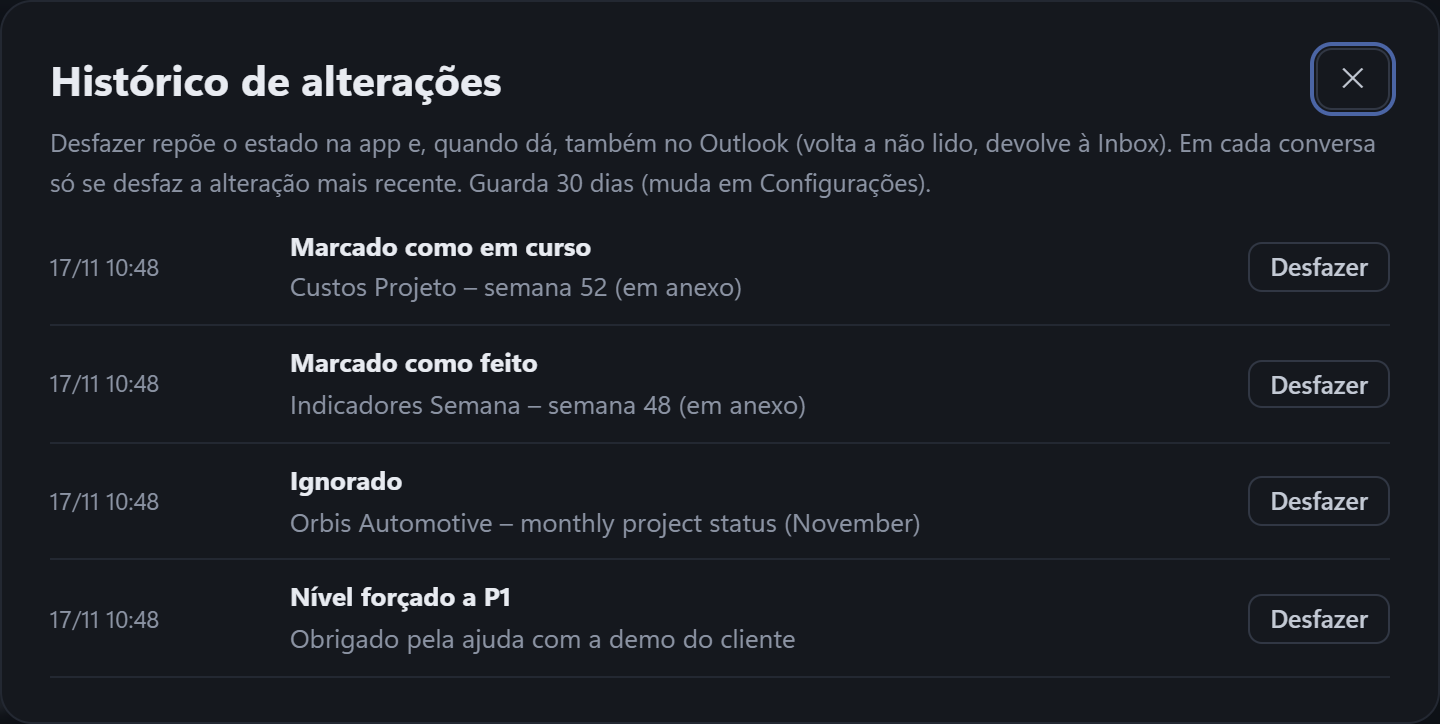 Histórico de alterações
Desfazer repõe o estado na app e, quando dá, também no Outlook (volta a não lido, devolve à Inbox). Em cada conversa
só se desfaz a alteração mais recente. Guarda 30 dias (muda em Configurações).
17/11 10:48
Marcado como em curso
Custos Projeto – semana 52 (em anexo)
Desfazer
17/11 10:48
Marcado como feito
Indicadores Semana – semana 48 (em anexo)
Desfazer
17/11 10:48
Ignorado
Orbis Automotive – monthly project status (November)
Desfazer
17/11 10:48
Nível forçado a P1
Obrigado pela ajuda com a demo do cliente
Desfazer